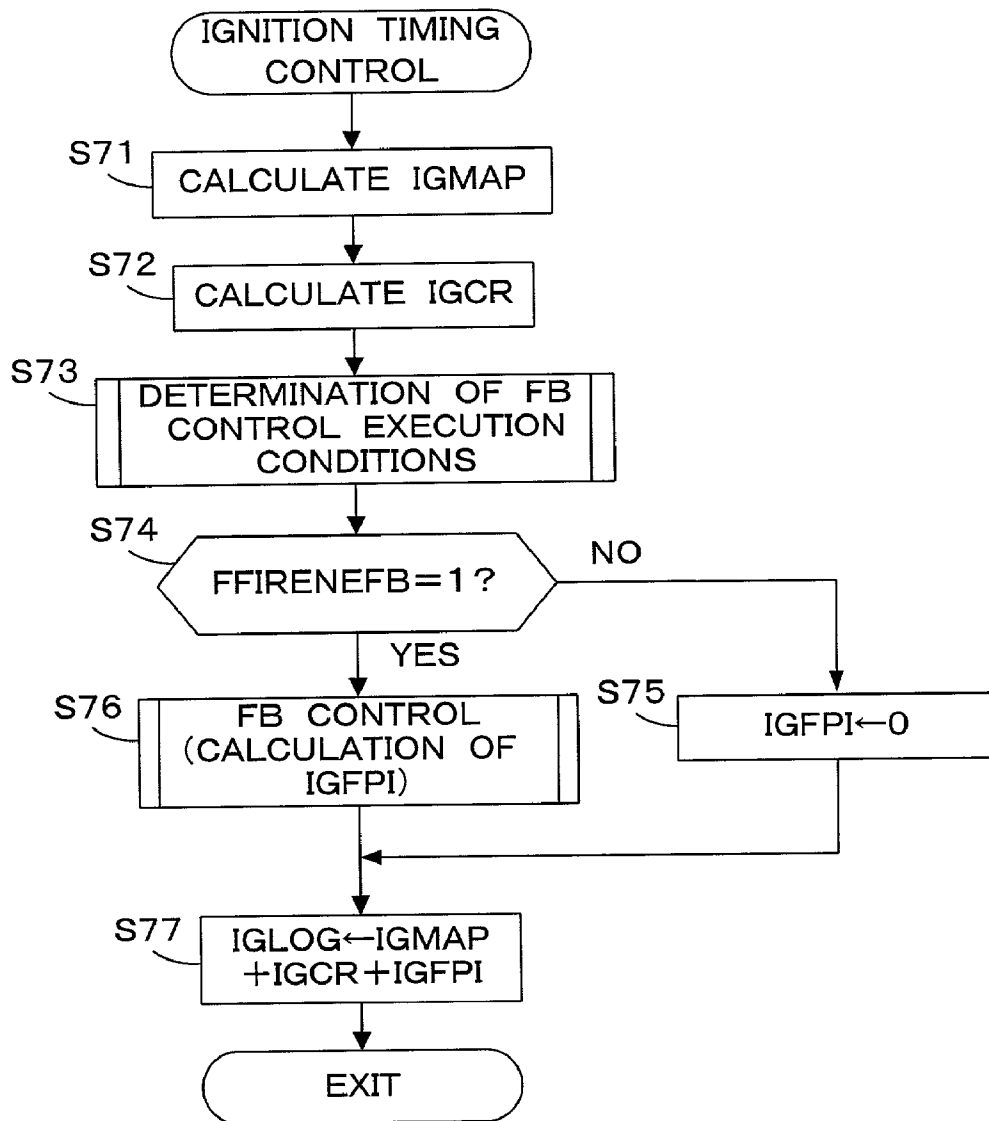 IGNITION TIMING
CONTROL
S71
CALCULATE IGMAP
S72
CALCULATE IGCR
S73
DETERMINATION OF FB
CONTROL EXECUTION
CONDITIONS
S74
FFIRENEFB=1?
NO
YES
S76
FB CONTROL
(CALCULATION OF
IGFPI)
S75
IGFPI←0
S77
IGLOG←IGMAP
+IGCR+IGFPI
EXIT